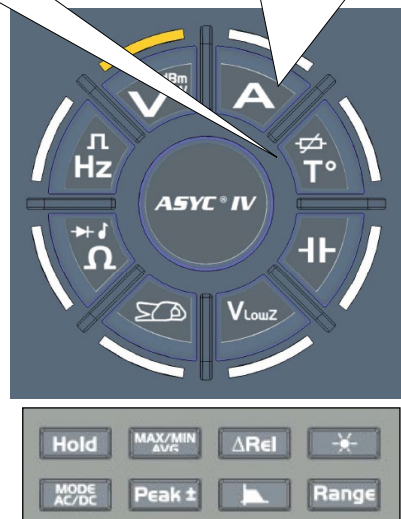 V
A
Hz
T°
ASYC® IV
Ω
VLowZ
Hold
MAX/MIN
AVG
ΔRel
MODE
AC/DC
Peak ±
Range